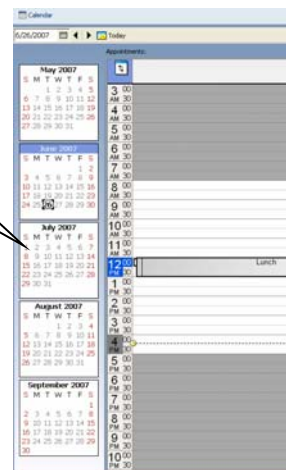 Calendar
6/26/2007 Today
Appointments:
May 2007
S M T W T F S
1 2 3 4 5
6 7 8 9 10 11 12
13 14 15 16 17 18 19
20 21 22 23 24 25 26
27 28 29 30 31
June 2007
S M T W T F S
1 2
3 4 5 6 7 8 9
10 11 12 13 14 15 16
17 18 19 20 21 22 23
24 25 26 27 28 29 30
July 2007
S M T W T F S
1 2 3 4 5 6 7
8 9 10 11 12 13 14
15 16 17 18 19 20 21
22 23 24 25 26 27 28
29 30 31
August 2007
S M T W T F S
1 2 3 4
5 6 7 8 9 10 11
12 13 14 15 16 17 18
19 20 21 22 23 24 25
26 27 28 29 30 31
September 2007
S M T W T F S
1
2 3 4 5 6 7 8
9 10 11 12 13 14 15
16 17 18 19 20 21 22
23 24 25 26 27 28 29
30
3 00
AM 30
4 00
AM 30
5 00
AM 30
6 00
AM 30
7 00
AM 30
8 00
AM 30
9 00
AM 30
10 00
AM 30
11 00
AM 30
12 00 Lunch
PM 30
1 00
PM 30
2 00
PM 30
3 00
PM 30
4 00
PM 30
5 00
PM 30
6 00
PM 30
7 00
PM 30
8 00
PM 30
9 00
PM 30
10 00
PM 30